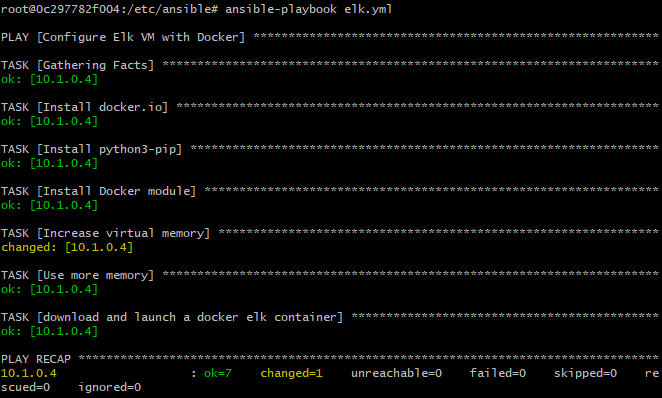 root@0c297782f004:/etc/ansible# ansible-playbook elk.yml
PLAY [Configure Elk VM with Docker] **********************************************************
TASK [Gathering Facts] ***********************************************************************
ok: [10.1.0.4]
TASK [Install docker.io] *********************************************************************
ok: [10.1.0.4]
TASK [Install python3-pip] *******************************************************************
ok: [10.1.0.4]
TASK [Install Docker module] *****************************************************************
ok: [10.1.0.4]
TASK [Increase virtual memory] ***************************************************************
changed: [10.1.0.4]
TASK [Use more memory] ***********************************************************************
ok: [10.1.0.4]
TASK [download and launch a docker elk container] ********************************************
ok: [10.1.0.4]
PLAY RECAP ***********************************************************************************
10.1.0.4                   : ok=7    changed=1    unreachable=0    failed=0    skipped=0    re
scued=0    ignored=0